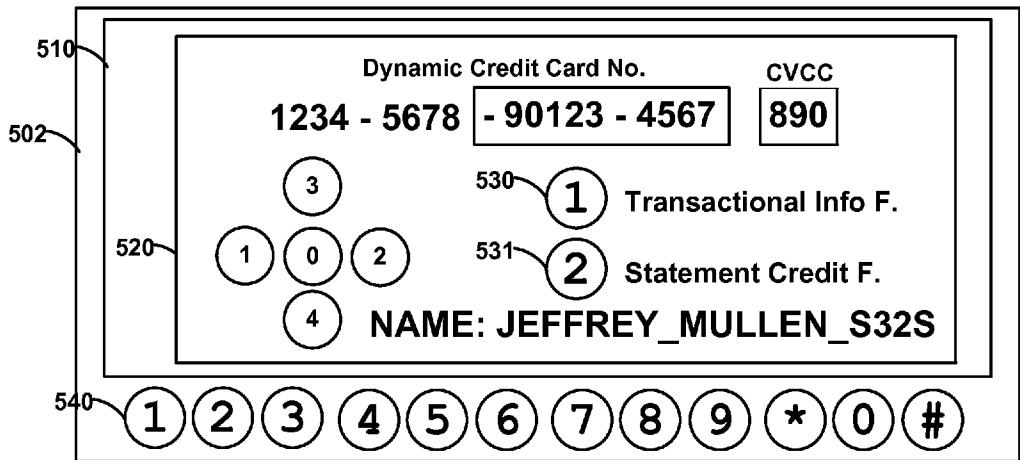 510
Dynamic Credit Card No.
CVCC
1234 - 5678 - 90123 - 4567 890
502
3
530 1 Transactional Info F.
520
1 0 2
531 2 Statement Credit F.
4
NAME: JEFFREY_MULLEN_S32S
540 1 2 3 4 5 6 7 8 9 * 0 #